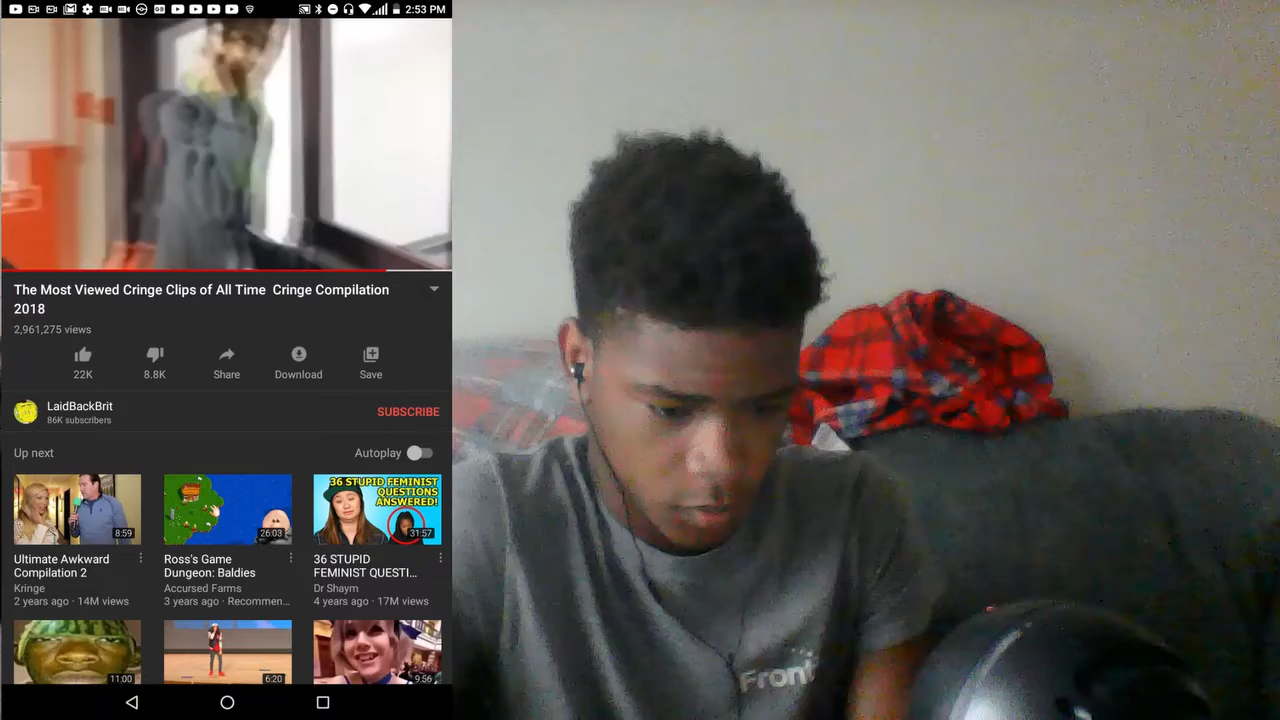 2:53 PM
The Most Viewed Cringe Clips of All Time  Cringe Compilation
2018
2,961,275 views
22K
8.8K
Share
Download
Save
LaidBackBrit
86K subscribers
SUBSCRIBE
Up next
Autoplay
8:59
26:03
36 STUPID FEMINIST
QUESTIONS
ANSWERED!
31:57
Ultimate Awkward
Compilation 2
Kringe
2 years ago · 14M views
Ross's Game
Dungeon: Baldies
Accursed Farms
3 years ago · Recommen...
36 STUPID
FEMINIST QUESTI...
Dr Shaym
4 years ago · 17M views
11:00
6:20
9:56
Front